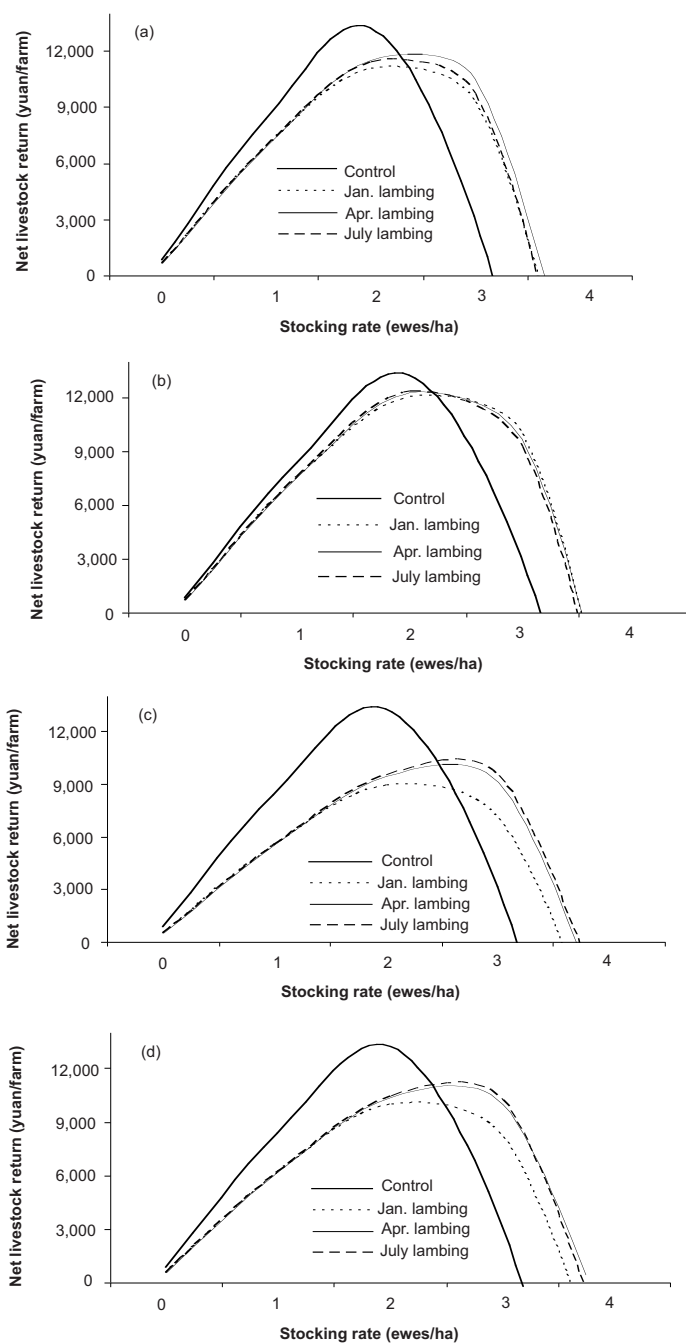 (a)
Net livestock return (yuan/farm)
12,000
9,000
6,000
3,000
0
Control
Jan. lambing
Apr. lambing
July lambing
0 1 2 3 4
Stocking rate (ewes/ha)
(b)
Net livestock return (yuan/farm)
12,000
9,000
6,000
3,000
0
Control
Jan. lambing
Apr. lambing
July lambing
0 1 2 3 4
Stocking rate (ewes/ha)
(c)
Net livestock return (yuan/farm)
12,000
9,000
6,000
3,000
0
Control
Jan. lambing
Apr. lambing
July lambing
0 1 2 3 4
Stocking rate (ewes/ha)
(d)
Net livestock return (yuan/farm)
12,000
9,000
6,000
3,000
0
Control
Jan. lambing
Apr. lambing
July lambing
0 1 2 3 4
Stocking rate (ewes/ha)